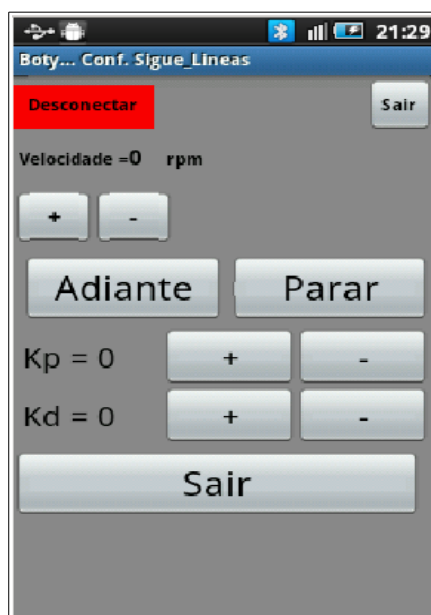 21:29
Boty... Conf. Sigue_Lineas
Desconectar Sair
Velocidade =0 rpm
+ -
Adiante Parar
Kp = 0 + -
Kd = 0 + -
Sair